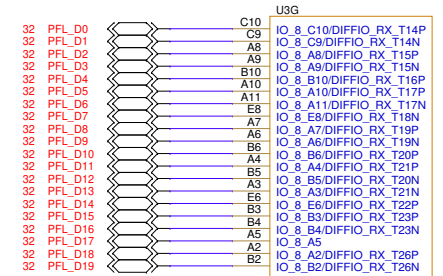 U3G
32 PFL_D0 C10 IO_8_C10/DIFFIO_RX_T14P
32 PFL_D1 C9 IO_8_C9/DIFFIO_RX_T14N
32 PFL_D2 A8 IO_8_A8/DIFFIO_RX_T15P
32 PFL_D3 A9 IO_8_A9/DIFFIO_RX_T15N
32 PFL_D4 B10 IO_8_B10/DIFFIO_RX_T16P
32 PFL_D5 A10 IO_8_A10/DIFFIO_RX_T17P
32 PFL_D6 A11 IO_8_A11/DIFFIO_RX_T17N
32 PFL_D7 E8 IO_8_E8/DIFFIO_RX_T18N
32 PFL_D8 A7 IO_8_A7/DIFFIO_RX_T19P
32 PFL_D9 A6 IO_8_A6/DIFFIO_RX_T19N
32 PFL_D10 B6 IO_8_B6/DIFFIO_RX_T20P
32 PFL_D11 A4 IO_8_A4/DIFFIO_RX_T21P
32 PFL_D12 B5 IO_8_B5/DIFFIO_RX_T20N
32 PFL_D13 A3 IO_8_A3/DIFFIO_RX_T21N
32 PFL_D14 E6 IO_8_E6/DIFFIO_RX_T22P
32 PFL_D15 B3 IO_8_B3/DIFFIO_RX_T23P
32 PFL_D16 B4 IO_8_B4/DIFFIO_RX_T23N
32 PFL_D17 A5 IO_8_A5
32 PFL_D18 A2 IO_8_A2/DIFFIO_RX_T26P
32 PFL_D19 B2 IO_8_B2/DIFFIO_RX_T26N